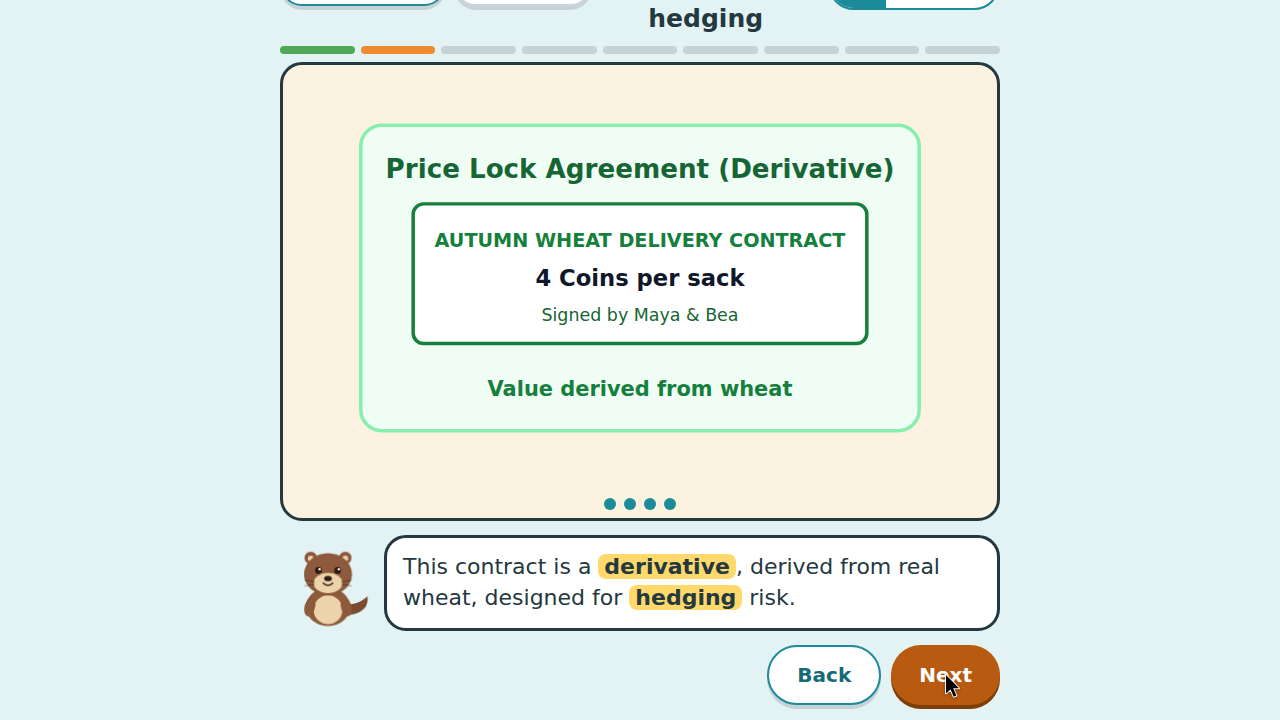 hedging
Price Lock Agreement (Derivative)
AUTUMN WHEAT DELIVERY CONTRACT
4 Coins per sack
Signed by Maya & Bea
Value derived from wheat
This contract is a derivative, derived from real
wheat, designed for hedging risk.
Back
Next